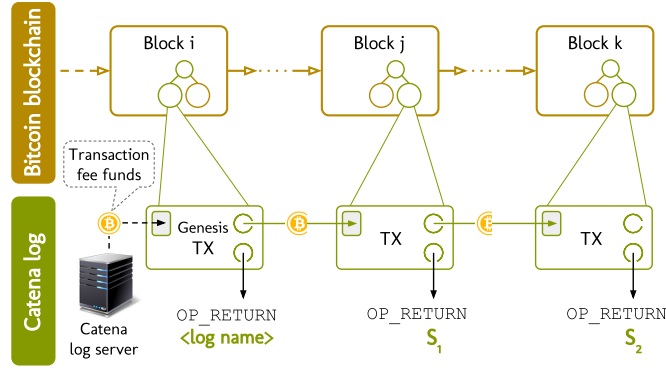 Bitcoin blockchain
Block i
Block j
Block k
Transaction
fee funds
Catena log
Genesis
TX
TX
TX
Catena
log server
OP_RETURN
<log name>
OP_RETURN
S1
OP_RETURN
S2